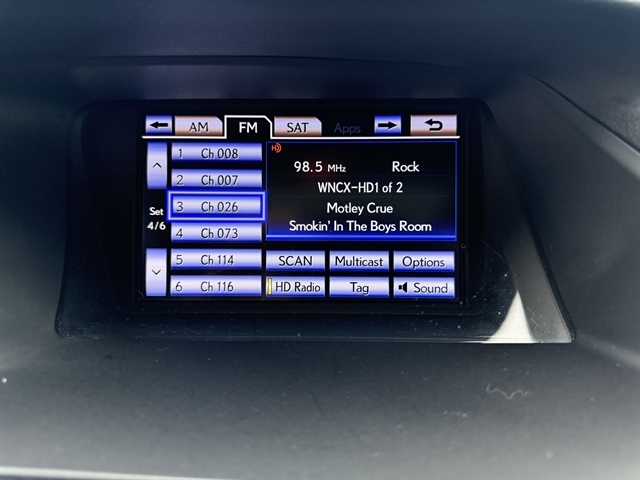 AM FM SAT Apps
1 Ch 008
2 Ch 007
3 Ch 026
4 Ch 073
5 Ch 114
6 Ch 116
Set
4/6
HD
98.5 MHz Rock
WNCX-HD1 of 2
Motley Crue
Smokin' In The Boys Room
SCAN Multicast Options
HD Radio Tag Sound